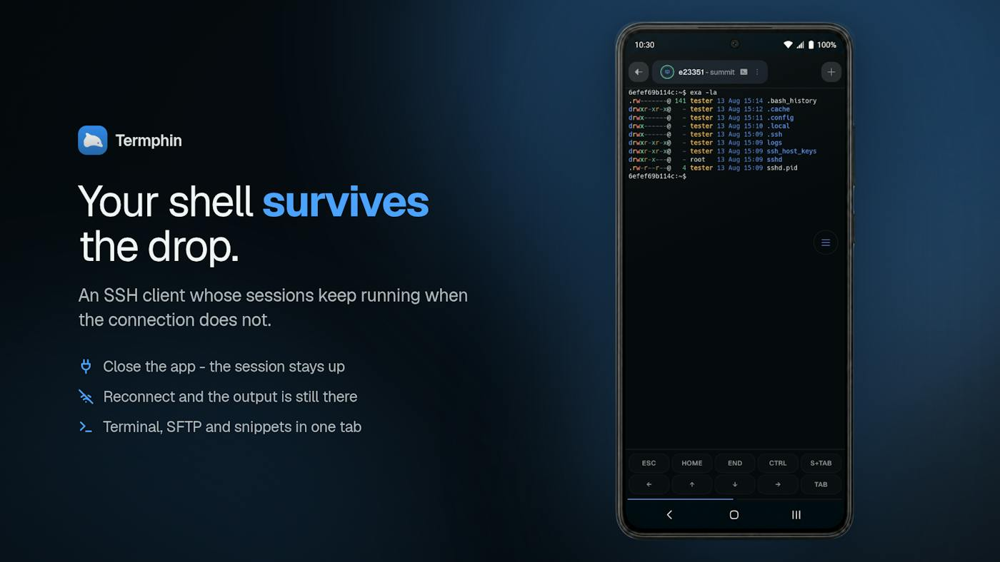 Termphin
Your shell survives
the drop.
An SSH client whose sessions keep running when
the connection does not.
Close the app - the session stays up
Reconnect and the output is still there
Terminal, SFTP and snippets in one tab
10:30
100%
e23351 - summit
6efef69b114c:~$ exa -la
.rw-------@ 141 tester 13 Aug 15:14 .bash_history
drwxr-xr-x@ - tester 13 Aug 15:12 .cache
drwx------@ - tester 13 Aug 15:11 .config
drwxr-xr-x@ - tester 13 Aug 15:10 .local
drwx------@ - tester 13 Aug 15:09 .ssh
drwxr-xr-x@ - tester 13 Aug 15:09 logs
drwxr-xr-x@ - tester 13 Aug 15:09 ssh_host_keys
drwxr-x---@ - root 13 Aug 15:09 sshd
.rw-r--r--@ 4 tester 13 Aug 15:09 sshd.pid
6efef69b114c:~$
ESC HOME END CTRL S+TAB
← ↑ ↓ → TAB